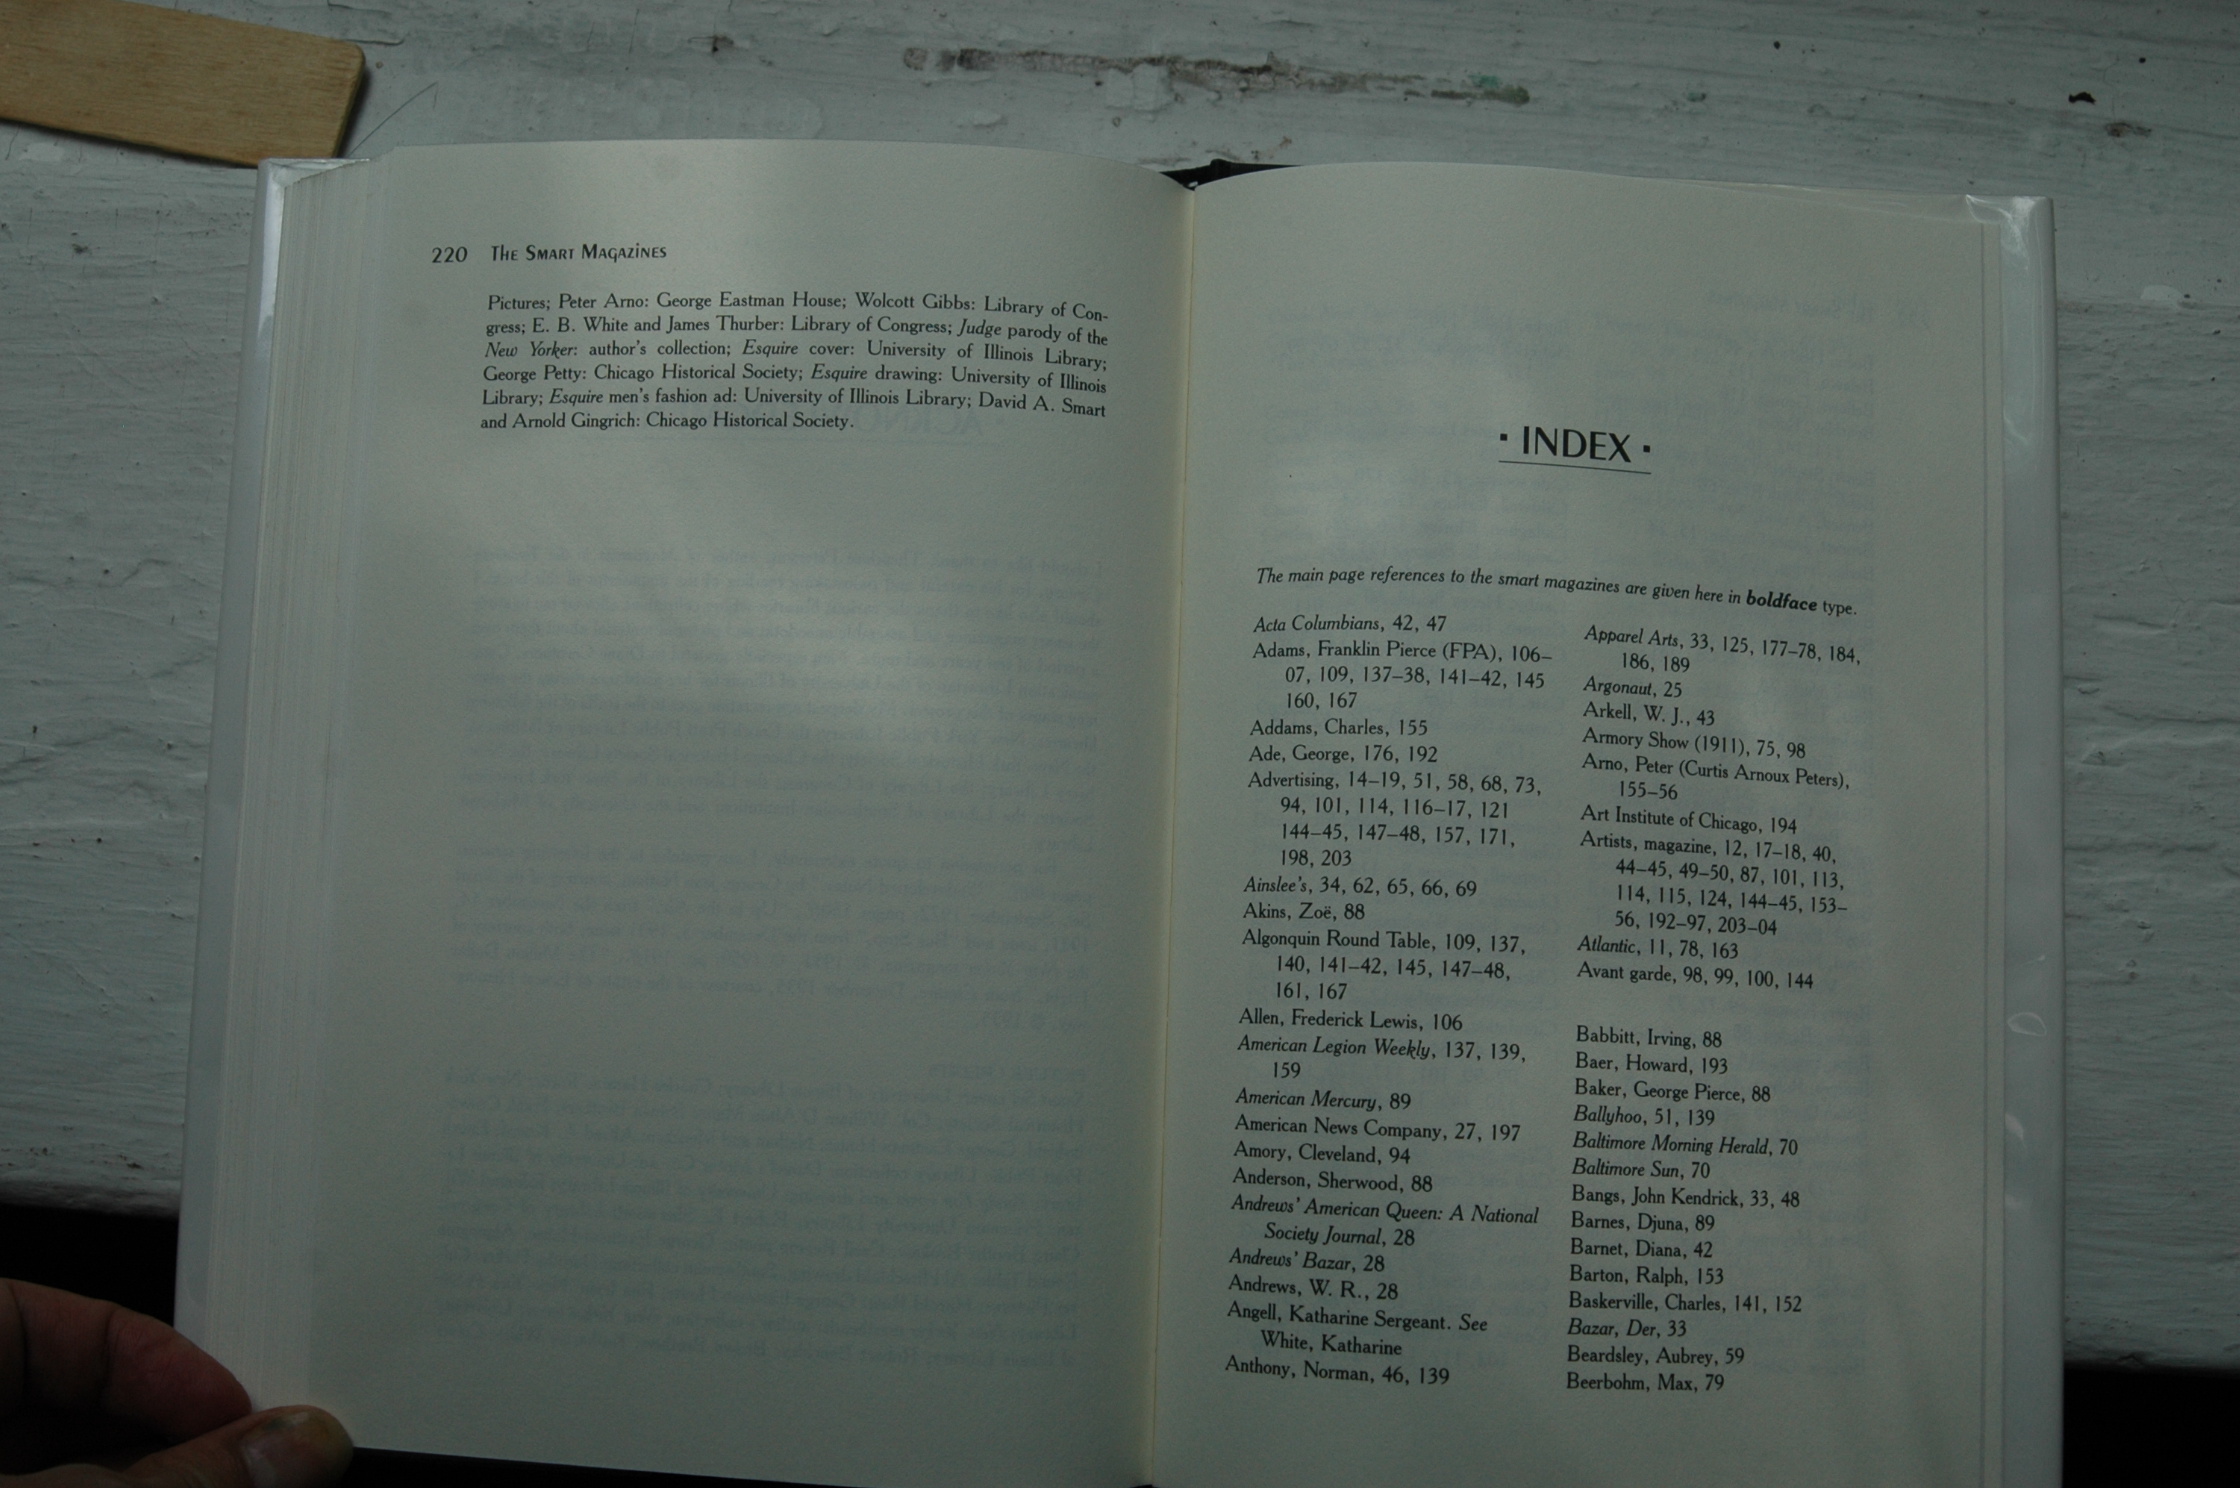 220 The Smart Magazines
Pictures; Peter Arno: George Eastman House; Wolcott Gibbs: Library of Con-
gress; E. B. White and James Thurber: Library of Congress; Judge parody of the
New Yorker: author's collection; Esquire cover: University of Illinois Library;
George Petty: Chicago Historical Society; Esquire drawing: University of Illinois
Library; Esquire men's fashion ad: University of Illinois Library; David A. Smart
and Arnold Gingrich: Chicago Historical Society.
· INDEX ·
The main page references to the smart magazines are given here in boldface type.
Acta Columbians, 42, 47
Adams, Franklin Pierce (FPA), 106–
07, 109, 137–38, 141–42, 145
160, 167
Addams, Charles, 155
Ade, George, 176, 192
Advertising, 14–19, 51, 58, 68, 73,
94, 101, 114, 116–17, 121
144–45, 147–48, 157, 171,
198, 203
Ainslee's, 34, 62, 65, 66, 69
Akins, Zoë, 88
Algonquin Round Table, 109, 137,
140, 141–42, 145, 147–48,
161, 167
Allen, Frederick Lewis, 106
American Legion Weekly, 137, 139,
159
American Mercury, 89
American News Company, 27, 197
Amory, Cleveland, 94
Anderson, Sherwood, 88
Andrews' American Queen: A National
Society Journal, 28
Andrews' Bazar, 28
Andrews, W. R., 28
Angell, Katharine Sergeant. See
White, Katharine
Anthony, Norman, 46, 139
Apparel Arts, 33, 125, 177–78, 184,
186, 189
Argonaut, 25
Arkell, W. J., 43
Armory Show (1911), 75, 98
Arno, Peter (Curtis Arnoux Peters),
155–56
Art Institute of Chicago, 194
Artists, magazine, 12, 17–18, 40,
44–45, 49–50, 87, 101, 113,
114, 115, 124, 144–45, 153–
56, 192–97, 203–04
Atlantic, 11, 78, 163
Avant garde, 98, 99, 100, 144
Babbitt, Irving, 88
Baer, Howard, 193
Baker, George Pierce, 88
Ballyhoo, 51, 139
Baltimore Morning Herald, 70
Baltimore Sun, 70
Bangs, John Kendrick, 33, 48
Barnes, Djuna, 89
Barnet, Diana, 42
Barton, Ralph, 153
Baskerville, Charles, 141, 152
Bazar, Der, 33
Beardsley, Aubrey, 59
Beerbohm, Max, 79